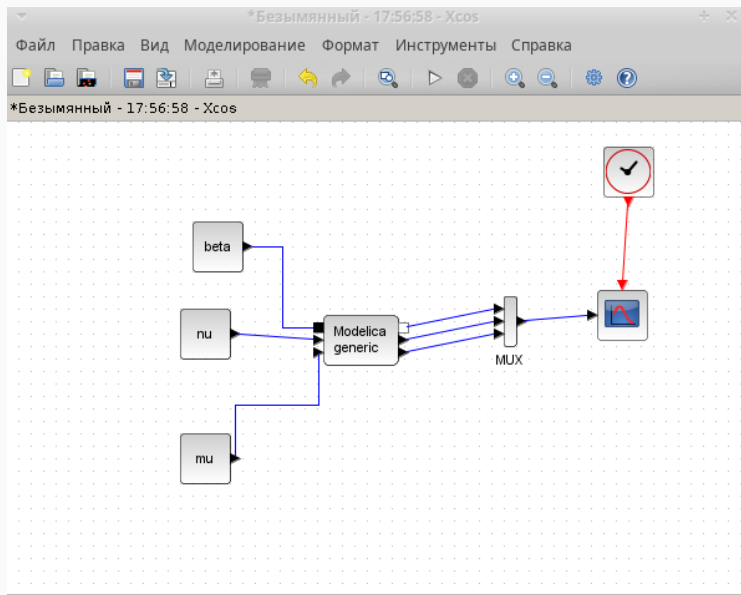 *Безымянный - 17:56:58 - Xcos
Файл Правка Вид Моделирование Формат Инструменты Справка
*Безымянный - 17:56:58 - Xcos
beta
nu
Modelica
generic
MUX
mu